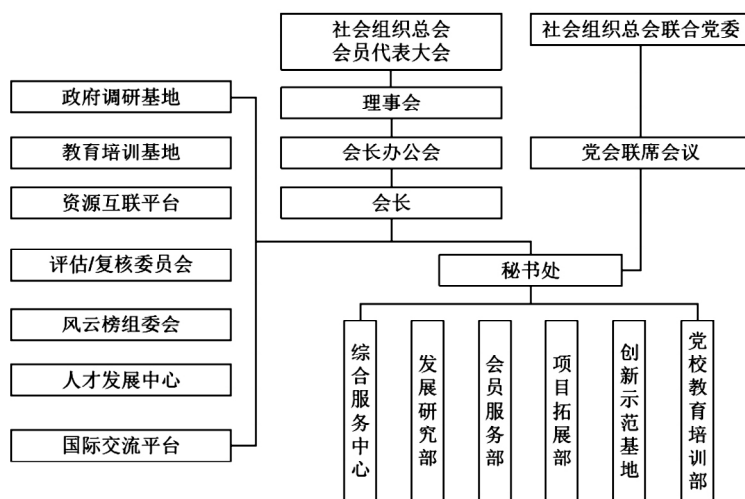 社会组织总会
会员代表大会
社会组织总会联合党委
理事会
会长办公会
党会联席会议
会长
秘书处
政府调研基地
教育培训基地
资源互联平台
评估/复核委员会
风云榜组委会
人才发展中心
国际交流平台
综合服务中心
发展研究部
会员服务部
项目拓展部
创新示范基地
党校教育培训部